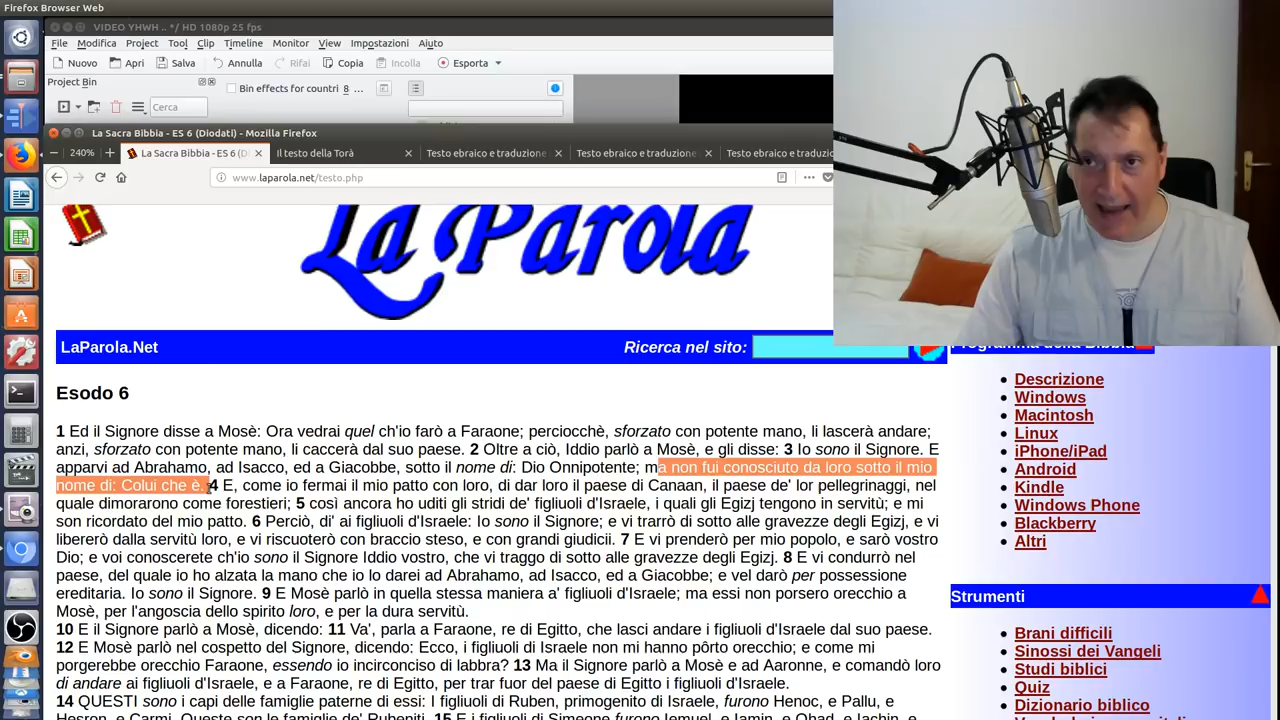 Firefox Browser Web
VIDEO YHWH .. */ HD 1080p 25 fps
File Modifica Project Tool Clip Timeline Monitor View Impostazioni Aiuto
Nuovo Apri Salva Annulla Rifai Copia Incolla Esporta
Project Bin
Bin effects for countri 8 ...
Cerca
La Sacra Bibbia - ES 6 (Diodati) - Mozilla Firefox
240% La Sacra Bibbia - ES 6 (Di Il testo della Torà Testo ebraico e traduzione Testo ebraico e traduzione Testo ebraico e traduzione
www.laparola.net/testo.php
La Parola
LaParola.Net Ricerca nel sito:
Programma della Bibbia
Esodo 6
1 Ed il Signore disse a Mosè: Ora vedrai quel ch'io farò a Faraone; perciocchè, sforzato con potente mano, li lascerà andare;
anzi, sforzato con potente mano, li caccerà dal suo paese. 2 Oltre a ciò, Iddio parlò a Mosè, e gli disse: 3 Io sono il Signore. E
apparvi ad Abrahamo, ad Isacco, ed a Giacobbe, sotto il nome di: Dio Onnipotente; ma non fui conosciuto da loro sotto il mio
nome di: Colui che è. 4 E, come io fermai il mio patto con loro, di dar loro il paese di Canaan, il paese de' lor pellegrinaggi, nel
quale dimorarono come forestieri; 5 così ancora ho uditi gli stridi de' figliuoli d'Israele, i quali gli Egizj tengono in servitù; e mi
son ricordato del mio patto. 6 Perciò, di' ai figliuoli d'Israele: Io sono il Signore; e vi trarrò di sotto alle gravezze degli Egizj, e vi
libererò dalla servitù loro, e vi riscuoterò con braccio steso, e con grandi giudicii. 7 E vi prenderò per mio popolo, e sarò vostro
Dio; e voi conoscerete ch'io sono il Signore Iddio vostro, che vi traggo di sotto alle gravezze degli Egizj. 8 E vi condurrò nel
paese, del quale io ho alzata la mano che io lo darei ad Abrahamo, ad Isacco, ed a Giacobbe; e vel darò per possessione
ereditaria. Io sono il Signore. 9 E Mosè parlò in quella stessa maniera a' figliuoli d'Israele; ma essi non porsero orecchio a
Mosè, per l'angoscia dello spirito loro, e per la dura servitù.
10 E il Signore parlò a Mosè, dicendo: 11 Va', parla a Faraone, re di Egitto, che lasci andare i figliuoli d'Israele dal suo paese.
12 E Mosè parlò nel cospetto del Signore, dicendo: Ecco, i figliuoli di Israele non mi hanno pôrto orecchio; e come mi
porgerebbe orecchio Faraone, essendo io incirconciso di labbra? 13 Ma il Signore parlò a Mosè e ad Aaronne, e comandò loro
di andare ai figliuoli d'Israele, e a Faraone, re di Egitto, per trar fuor del paese di Egitto i figliuoli d'Israele.
14 QUESTI sono i capi delle famiglie paterne di essi: I figliuoli di Ruben, primogenito di Israele, furono Henoc, e Pallu, e
Hesron, e Carmi. Queste son le famiglie de' Rubeniti. 15 E i figliuoli di Simeone furono Iemuel, e Iamin, e Ohad, e Iachin, e
Descrizione
Windows
Macintosh
Linux
iPhone/iPad
Android
Kindle
Windows Phone
Blackberry
Altri
Strumenti
Brani difficili
Sinossi dei Vangeli
Studi biblici
Quiz
Dizionario biblico